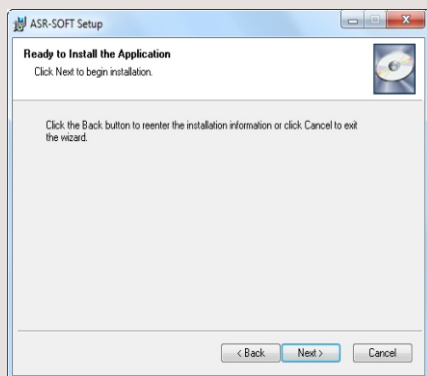 ASR-SOFT Setup
Ready to Install the Application
Click Next to begin installation.
Click the Back button to reenter the installation information or click Cancel to exit
the wizard.
< Back
Next >
Cancel